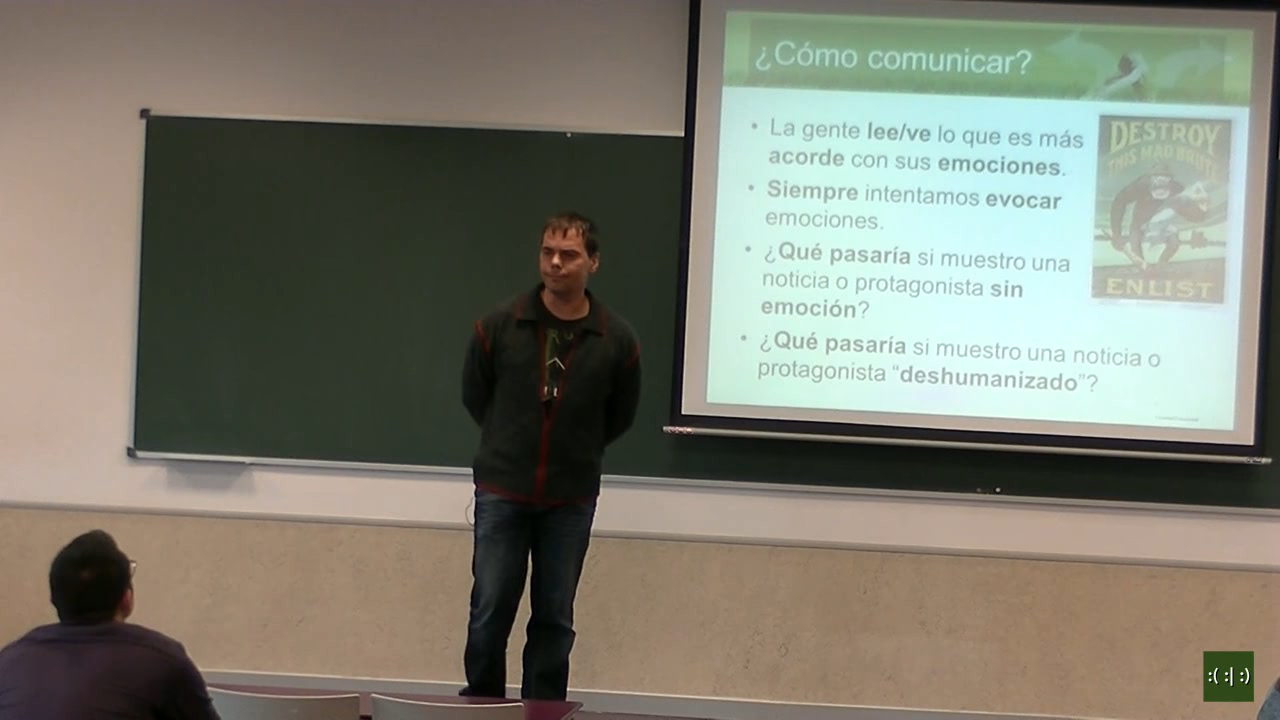 ¿Cómo comunicar?
• La gente lee/ve lo que es más
acorde con sus emociones.
• Siempre intentamos evocar
emociones.
• ¿Qué pasaría si muestro una
noticia o protagonista sin
emoción?
• ¿Qué pasaría si muestro una noticia o
protagonista “deshumanizado”?
DESTROY
THIS MAD BRUTE
ENLIST
:( :| :)